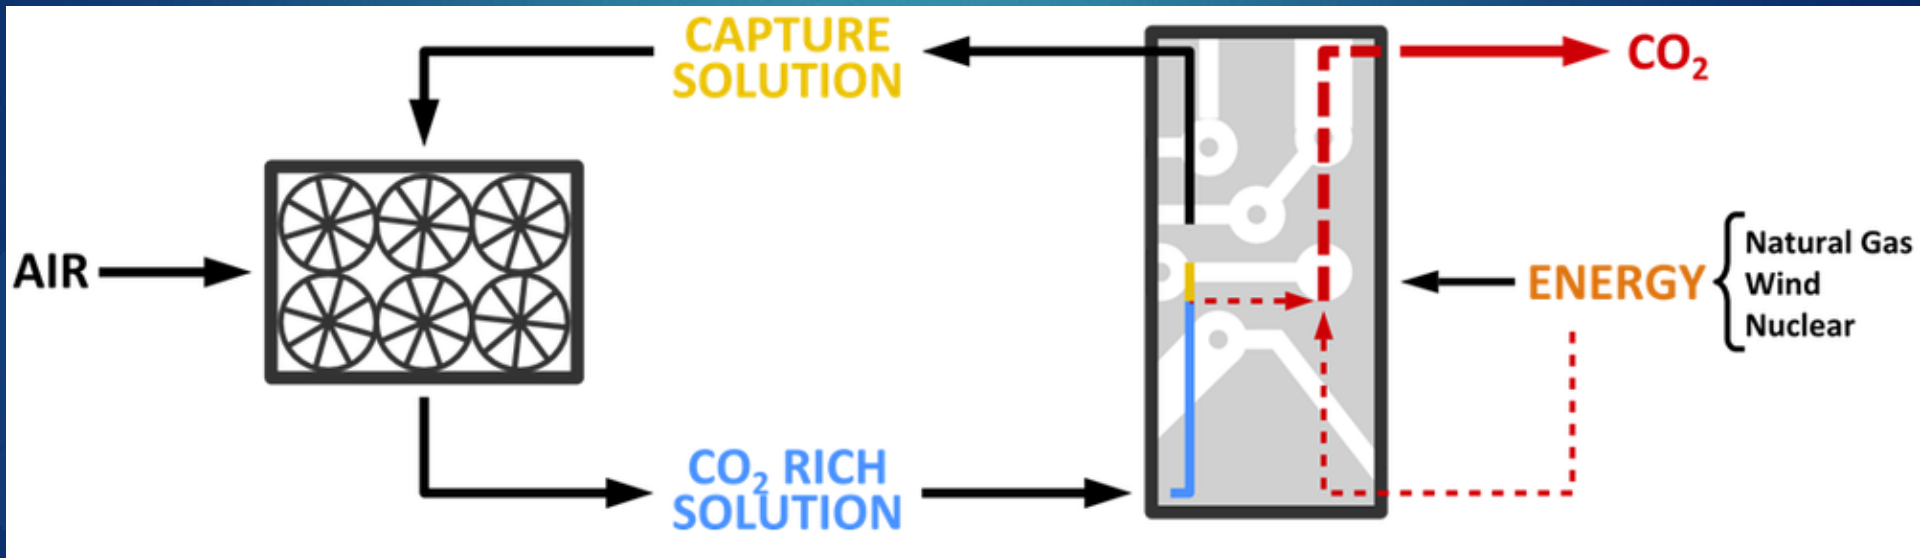 CAPTURE
SOLUTION
CO₂
AIR
ENERGY
Natural Gas
Wind
Nuclear
CO₂ RICH
SOLUTION